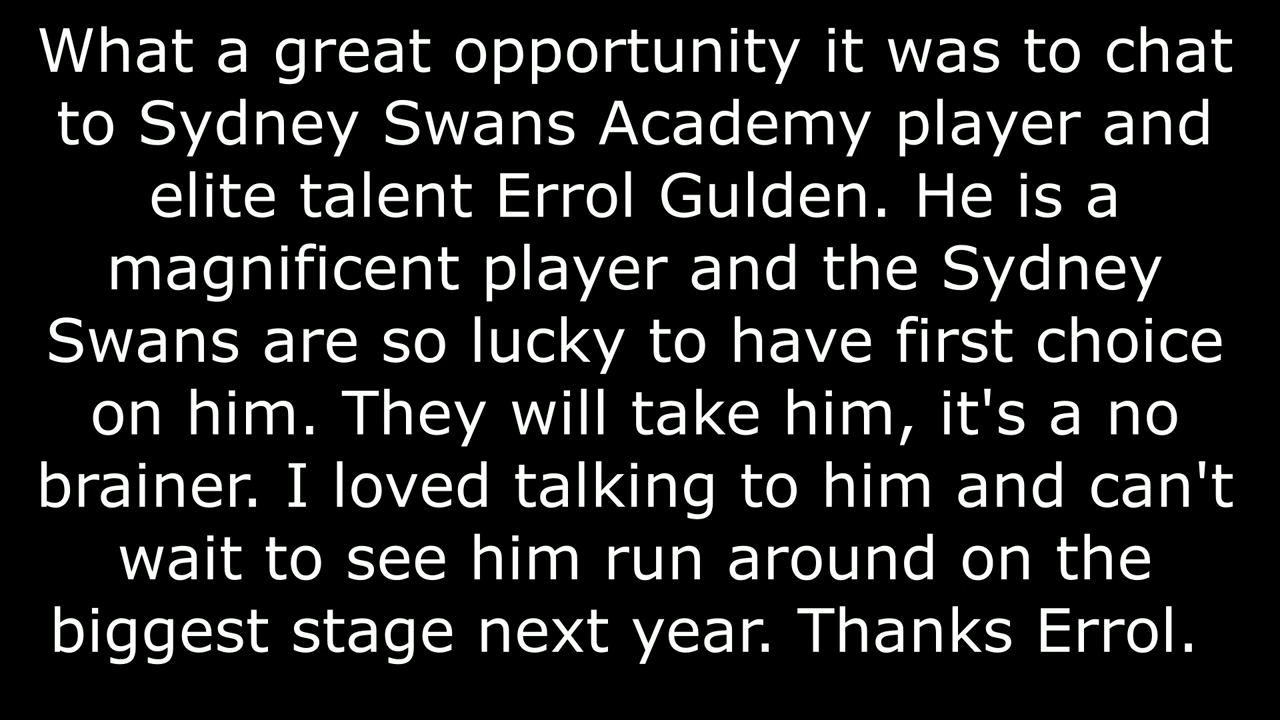 What a great opportunity it was to chat
to Sydney Swans Academy player and
elite talent Errol Gulden. He is a
magnificent player and the Sydney
Swans are so lucky to have first choice
on him. They will take him, it's a no
brainer. I loved talking to him and can't
wait to see him run around on the
biggest stage next year. Thanks Errol.